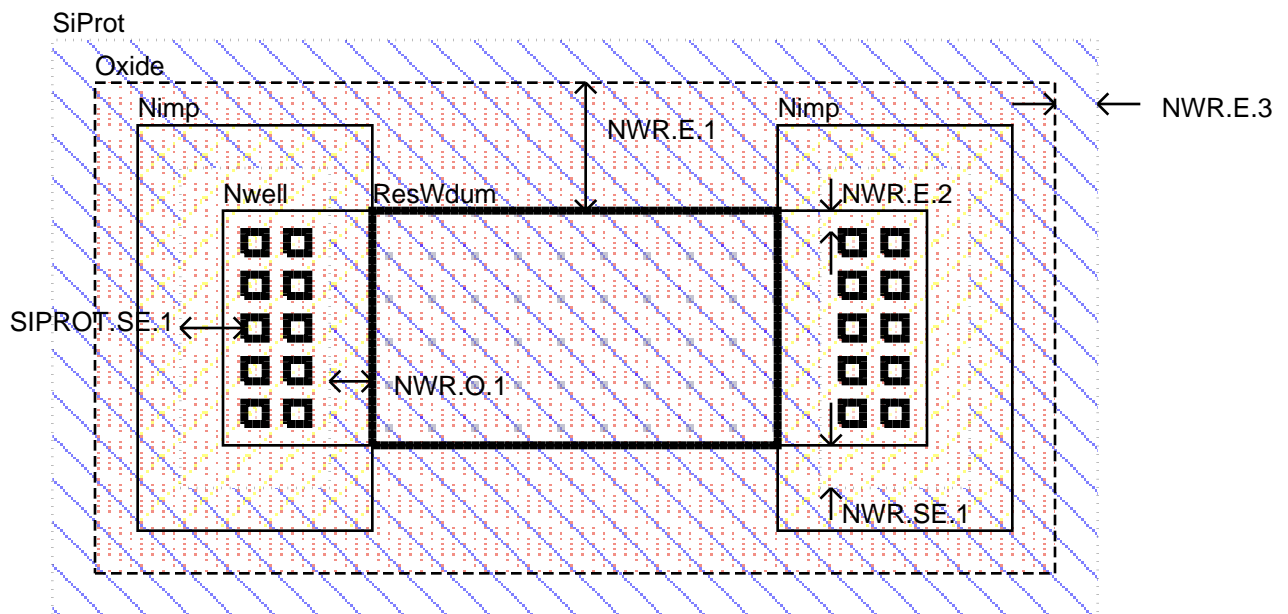 SiProt
Oxide
Nimp
Nimp
NWR.E.3
NWR.E.1
Nwell
ResWdum
NWR.E.2
SIPROT.SE.1
NWR.O.1
NWR.SE.1